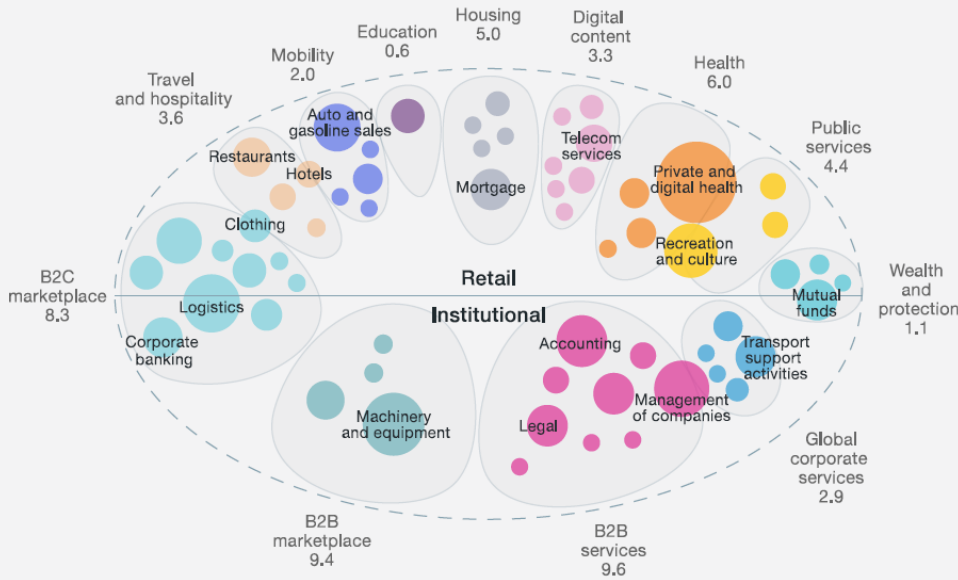 Housing
5.0
Education
0.6
Digital
content
3.3
Mobility
2.0
Health
6.0
Travel
and hospitality
3.6
Public
services
4.4
Auto and
gasoline sales
Restaurants
Hotels
Telecom
services
Mortgage
Private and
digital health
Clothing
Recreation
and culture
B2C
marketplace
8.3
Logistics
Retail
Mutual
funds
Wealth and
protection
1.1
Institutional
Corporate
banking
Accounting
Transport
support
activities
Machinery
and equipment
Legal
Management
of companies
Global
corporate
services
2.9
B2B
marketplace
9.4
B2B
services
9.6